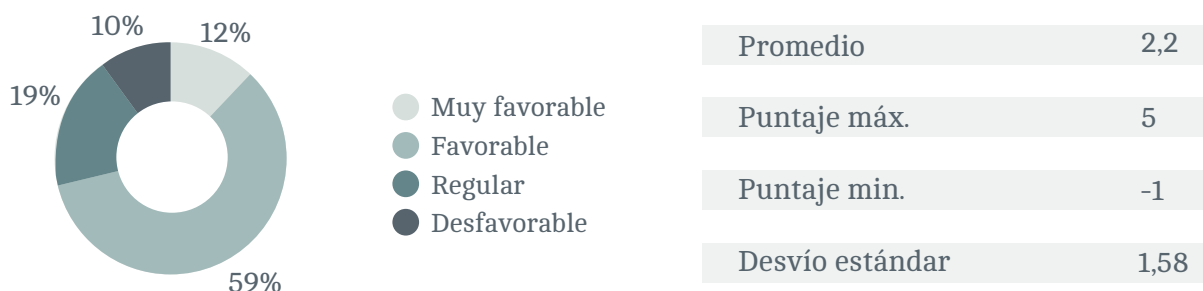 10%
12%
19%
59%
Muy favorable
Favorable
Regular
Desfavorable
Promedio 2,2
Puntaje máx. 5
Puntaje min. -1
Desvío estándar 1,58